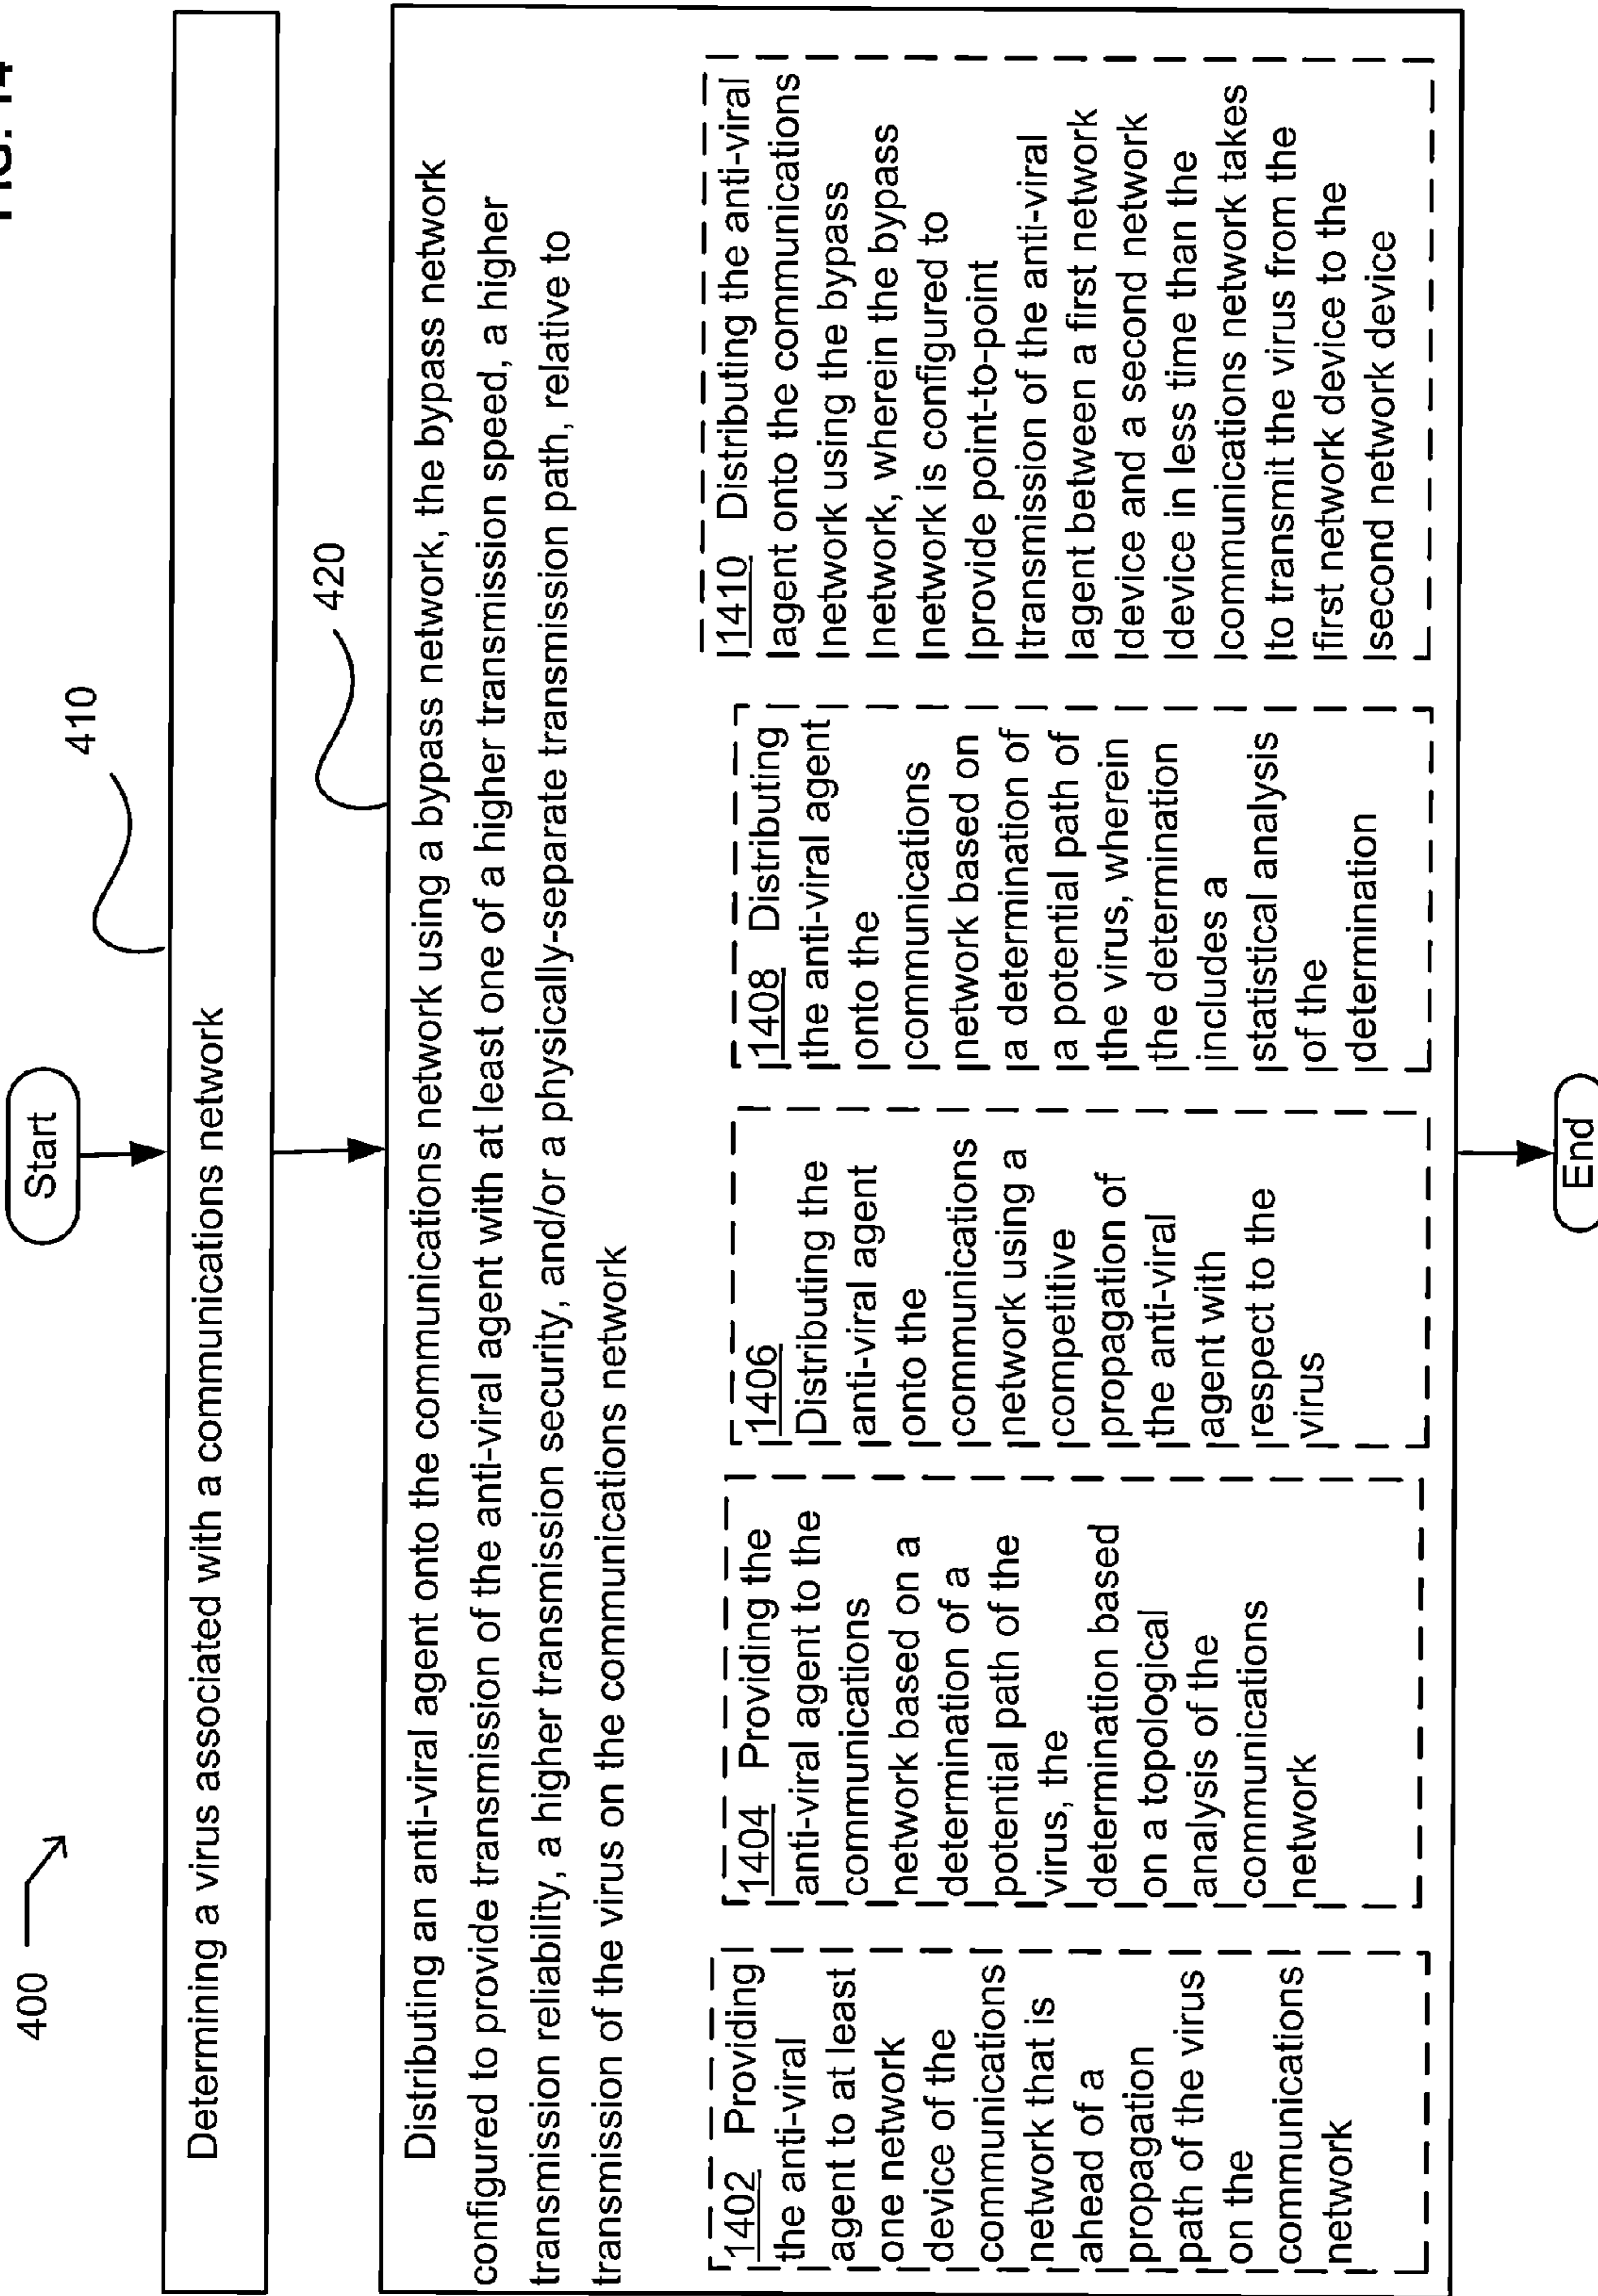 FIG. 14
400
Start
410
Determining a virus associated with a communications network
420
Distributing an anti-viral agent onto the communications network using a bypass network, the bypass network
configured to provide transmission of the anti-viral agent with at least one of a higher transmission speed, a higher
transmission reliability, a higher transmission security, and/or a physically-separate transmission path, relative to
transmission of the virus on the communications network
1402 Providing
the anti-viral
agent to at least
one network
device of the
communications
network that is
ahead of a
propagation
path of the virus
on the
communications
network
1404 Providing the
anti-viral agent to the
communications
network based on a
determination of a
potential path of the
virus, the
determination based
on a topological
analysis of the
communications
network
1406
Distributing the
anti-viral agent
onto the
communications
network using a
competitive
propagation of
the anti-viral
agent with
respect to the
virus
1408 Distributing
the anti-viral agent
onto the
communications
network based on
a determination of
a potential path of
the virus, wherein
the determination
includes a
statistical analysis
of the
determination
1410 Distributing the anti-viral
agent onto the communications
network using the bypass
network, wherein the bypass
network is configured to
provide point-to-point
transmission of the anti-viral
agent between a first network
device and a second network
device in less time than the
communications network takes
to transmit the virus from the
first network device to the
second network device
End